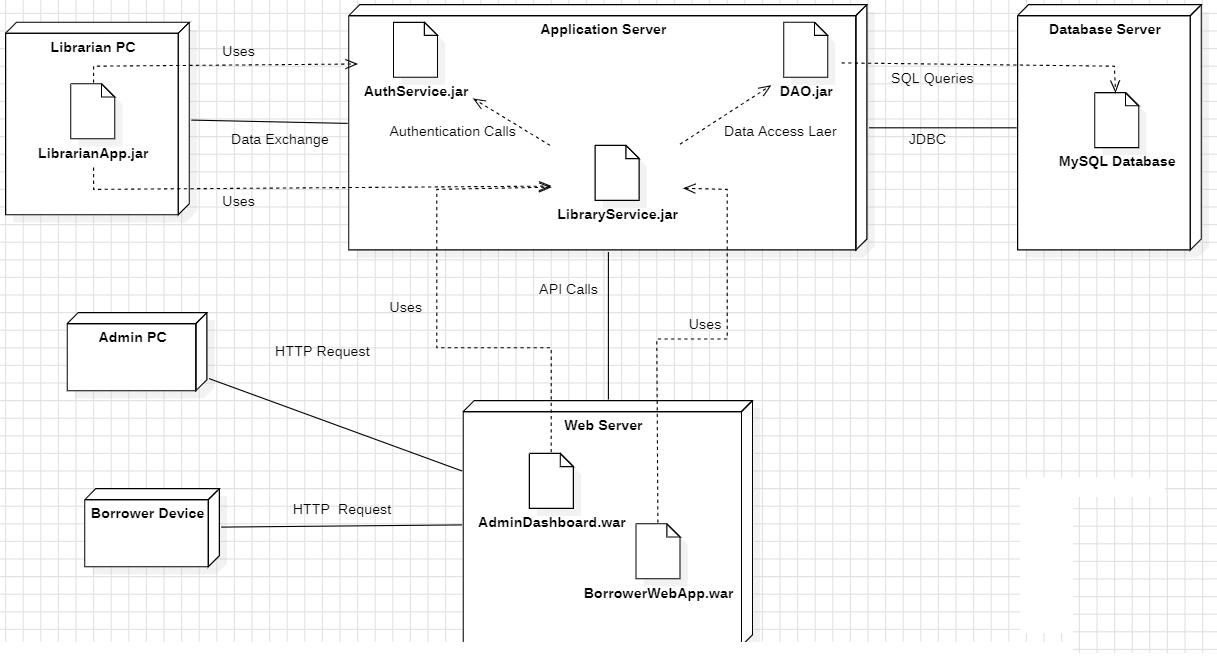 Librarian PC
LibrarianApp.jar
Uses
Data Exchange
Uses
Application Server
AuthService.jar
DAO.jar
Authentication Calls
Data Access Laer
LibraryService.jar
SQL Queries
JDBC
Database Server
MySQL Database
API Calls
Uses
Uses
Admin PC
HTTP Request
Borrower Device
HTTP  Request
Web Server
AdminDashboard.war
BorrowerWebApp.war